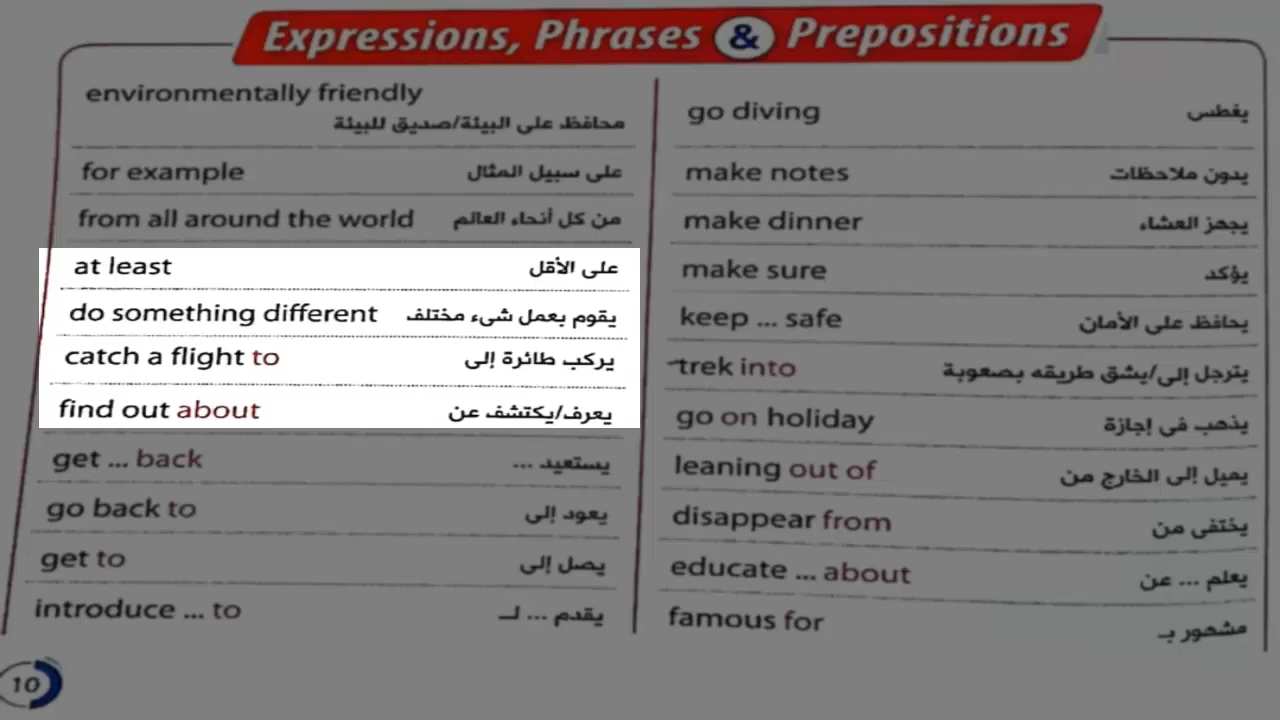 Expressions, Phrases & Prepositions
environmentally friendly
محافظ على البيئة/صديق للبيئة
for example على سبيل المثال
from all around the world من كل أنحاء العالم
at least على الأقل
do something different يقوم بعمل شىء مختلف
catch a flight to يركب طائرة إلى
find out about يعرف/يكتشف عن
get ... back يستعيد ...
go back to يعود إلى
get to يصل إلى
introduce ... to يقدم ... لـ
go diving يغطس
make notes يدون ملاحظات
make dinner يجهز العشاء
make sure يؤكد
keep ... safe يحافظ على الأمان
trek into يترجل إلى/يشق طريقه بصعوبة
go on holiday يذهب فى إجازة
leaning out of يميل إلى الخارج من
disappear from يختفى من
educate ... about يعلم ... عن
famous for مشهور بـ
10